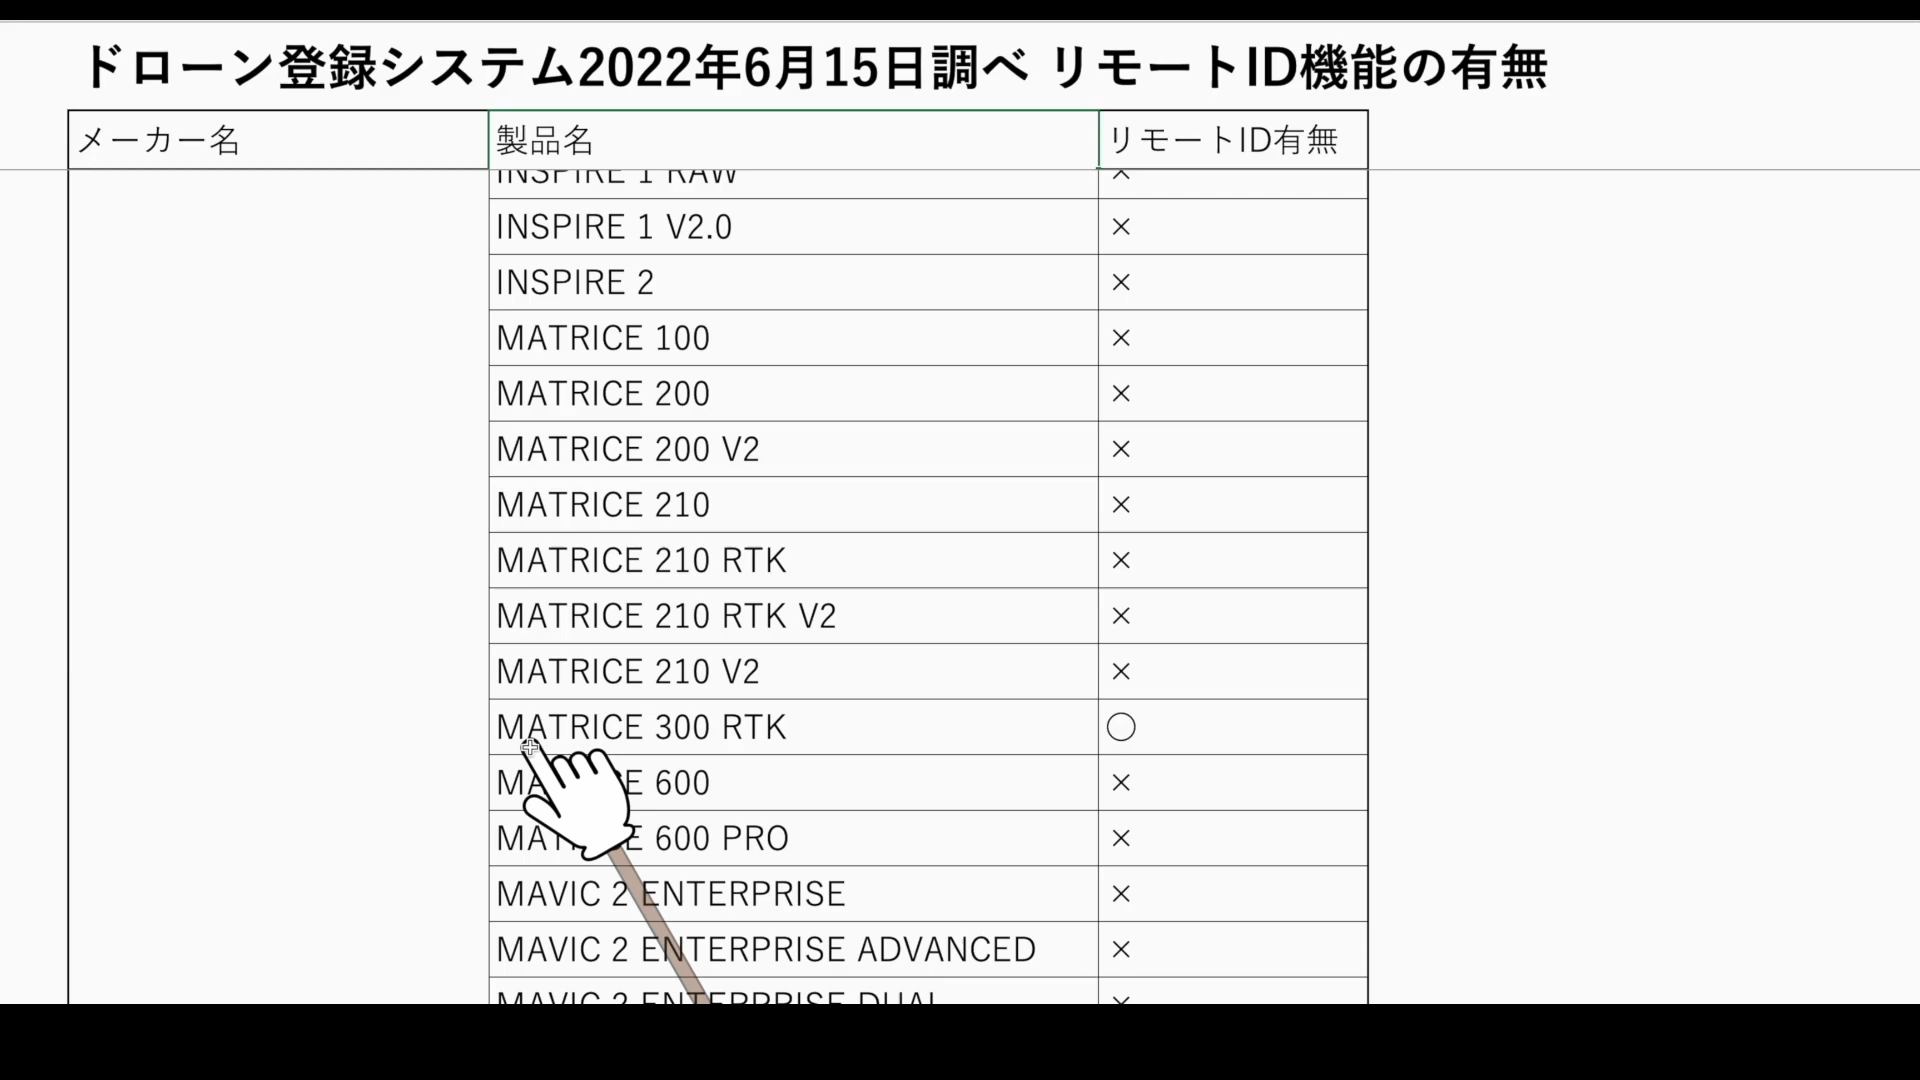 ドローン登録システム2022年6月15日調べ リモートID機能の有無
メーカー名 製品名 リモートID有無
INSPIRE 1 RAW ×
INSPIRE 1 V2.0 ×
INSPIRE 2 ×
MATRICE 100 ×
MATRICE 200 ×
MATRICE 200 V2 ×
MATRICE 210 ×
MATRICE 210 RTK ×
MATRICE 210 RTK V2 ×
MATRICE 210 V2 ×
MATRICE 300 RTK ○
MATRICE 600 ×
MATRICE 600 PRO ×
MAVIC 2 ENTERPRISE ×
MAVIC 2 ENTERPRISE ADVANCED ×
MAVIC 2 ENTERPRISE DUAL ×